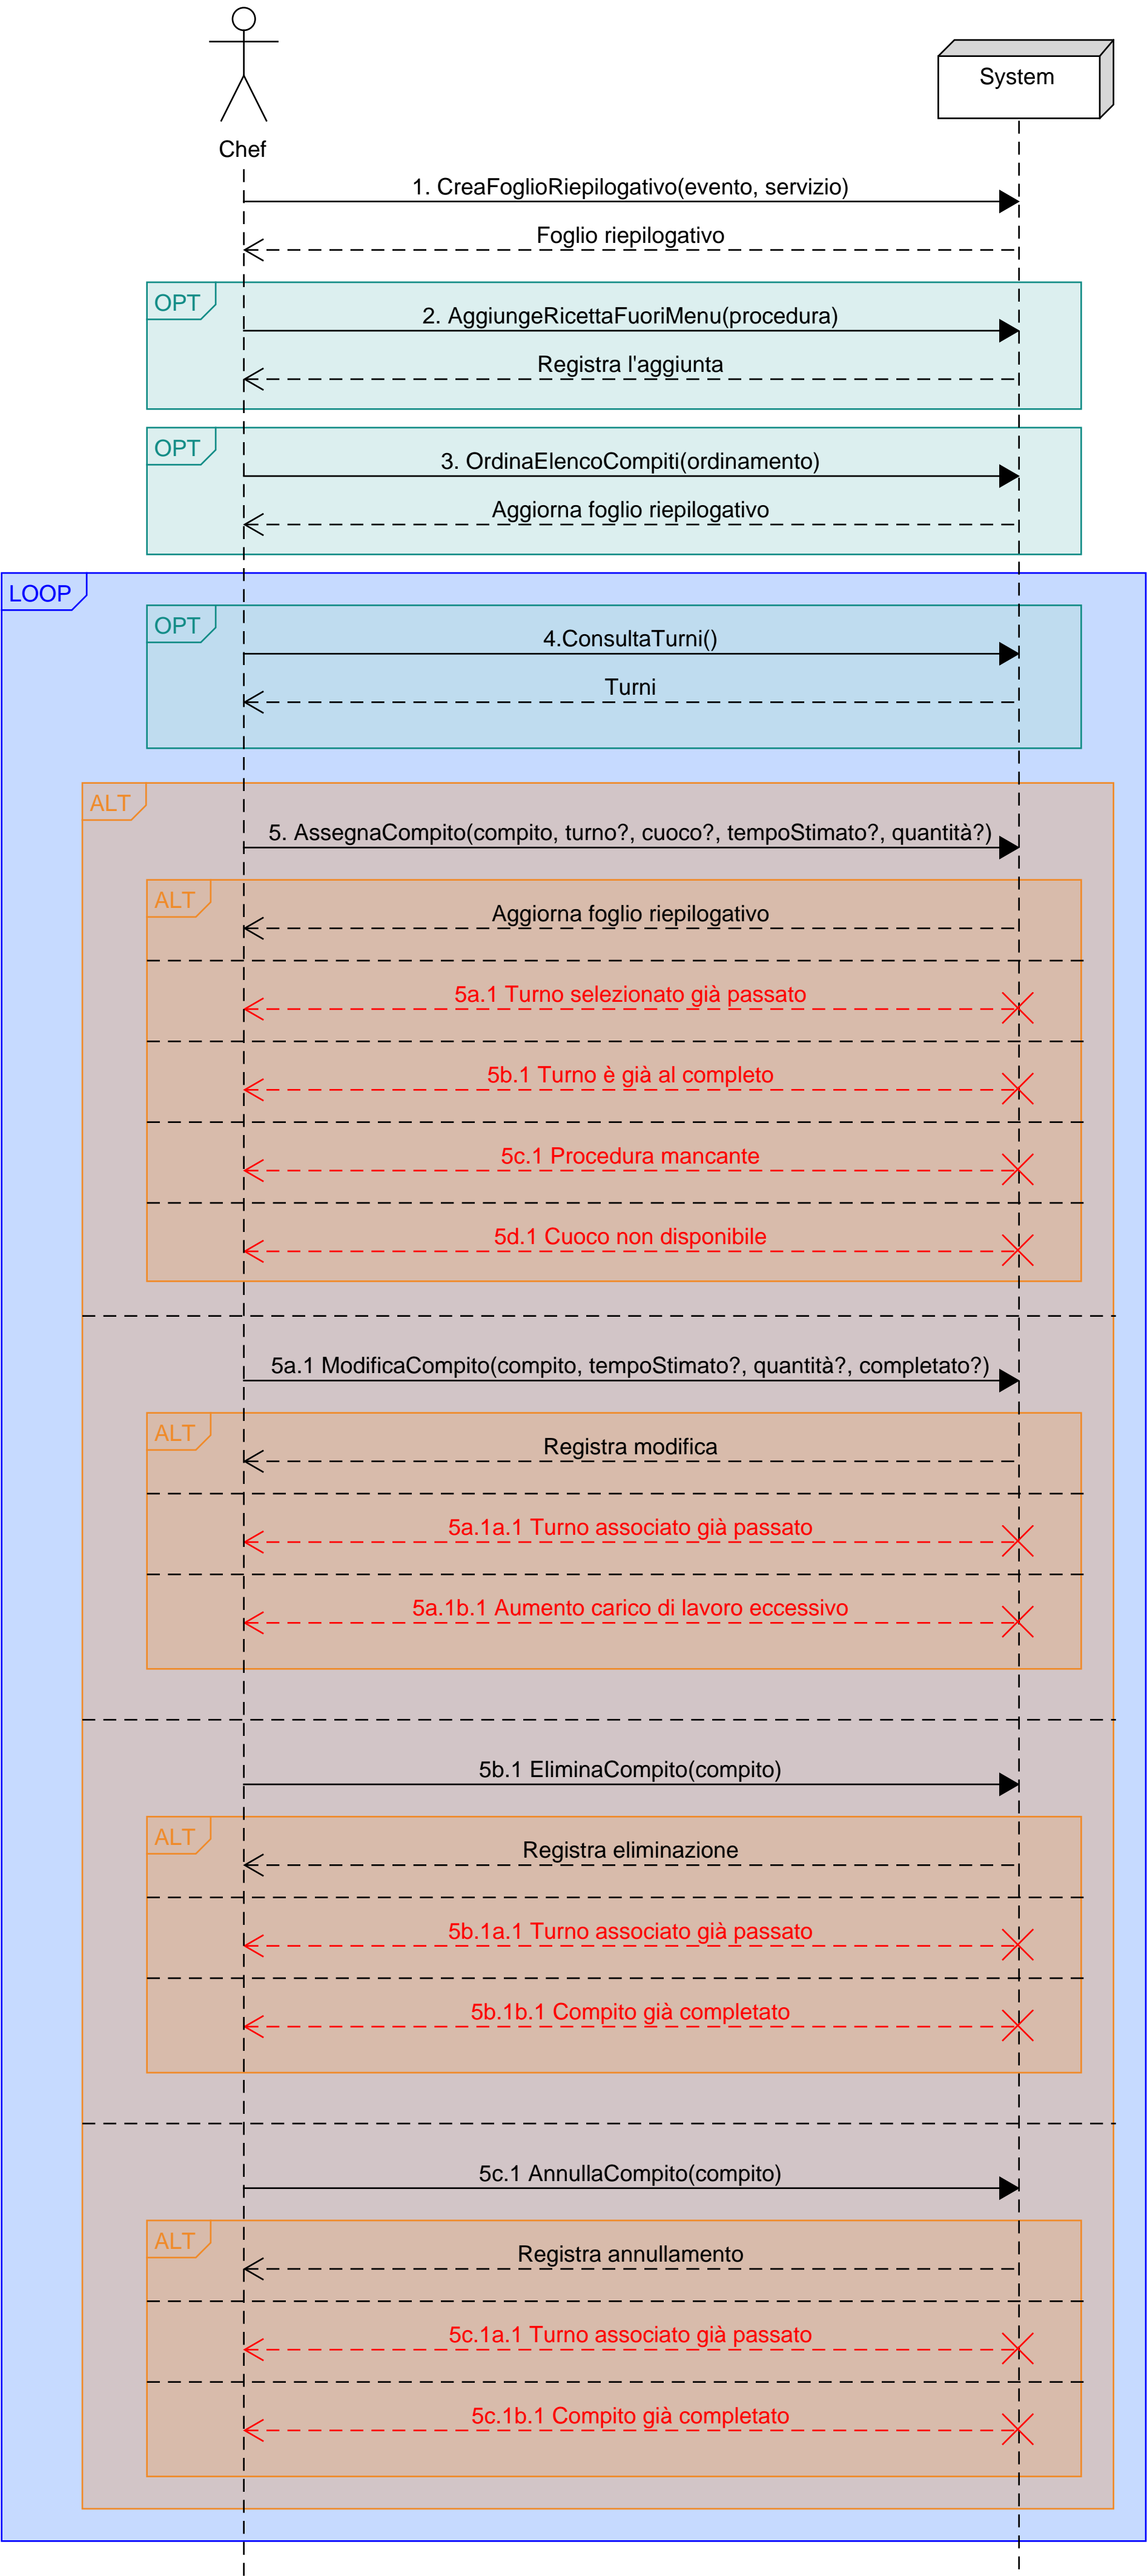 System
Chef
1. CreaFoglioRiepilogativo(evento, servizio)
Foglio riepilogativo
OPT
2. AggiungeRicettaFuoriMenu(procedura)
Registra l'aggiunta
OPT
3. OrdinaElencoCompiti(ordinamento)
Aggiorna foglio riepilogativo
LOOP
OPT
4.ConsultaTurni()
Turni
ALT
5. AssegnaCompito(compito, turno?, cuoco?, tempoStimato?, quantità?)
ALT
Aggiorna foglio riepilogativo
5a.1 Turno selezionato già passato
5b.1 Turno è già al completo
5c.1 Procedura mancante
5d.1 Cuoco non disponibile
5a.1 ModificaCompito(compito, tempoStimato?, quantità?, completato?)
ALT
Registra modifica
5a.1a.1 Turno associato già passato
5a.1b.1 Aumento carico di lavoro eccessivo
5b.1 EliminaCompito(compito)
ALT
Registra eliminazione
5b.1a.1 Turno associato già passato
5b.1b.1 Compito già completato
5c.1 AnnullaCompito(compito)
ALT
Registra annullamento
5c.1a.1 Turno associato già passato
5c.1b.1 Compito già completato